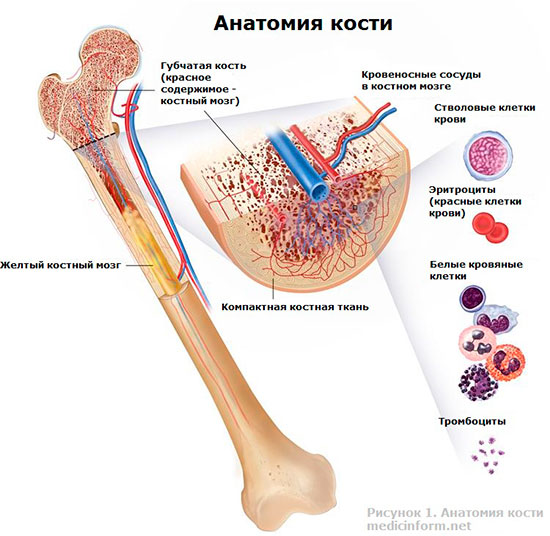 Анатомия кости
Губчатая кость
(красное
содержимое -
костный мозг)
Кровеносные сосуды
в костном мозге
Стволовые клетки
крови
Эритроциты
(красные клетки
крови)
Белые кровяные
клетки
Желтый костный мозг
Компактная костная ткань
Тромбоциты
Рисунок 1. Анатомия кости
medicinform.net